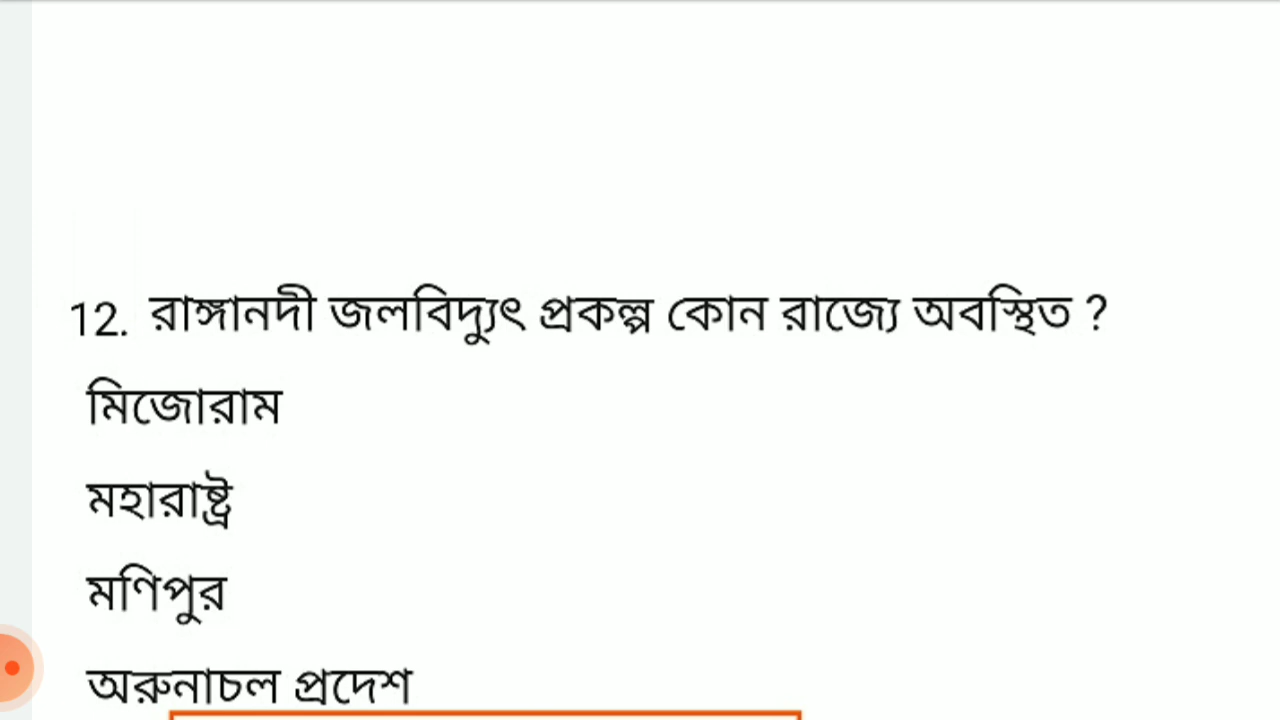 12. রাঙ্গানদী জলবিদ্যুৎ প্রকল্প কোন রাজ্যে অবস্থিত ?
মিজোরাম
মহারাষ্ট্র
মণিপুর
অরুনাচল প্রদেশ